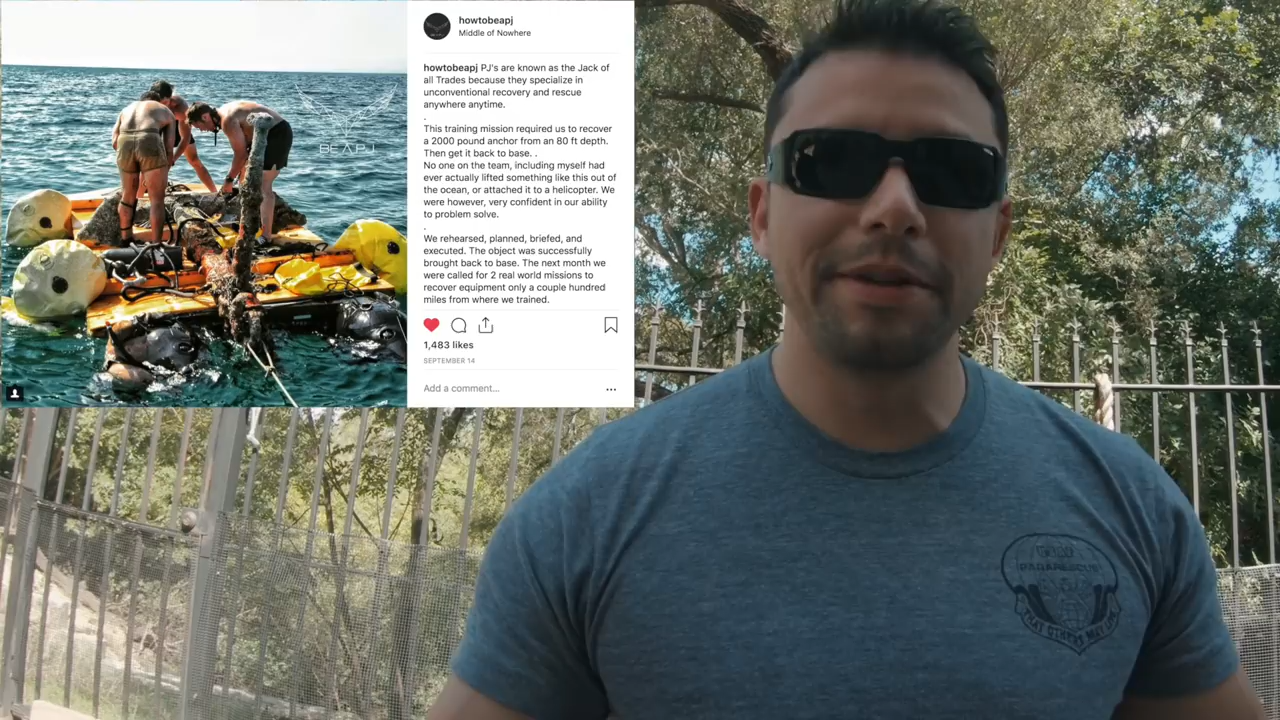 howtobeapj
Middle of Nowhere
howtobeapj PJ's are known as the Jack of
all Trades because they specialize in
unconventional recovery and rescue
anywhere anytime.
.
This training mission required us to recover
a 2000 pound anchor from an 80 ft depth.
Then get it back to base. .
No one on the team, including myself had
ever actually lifted something like this out of
the ocean, or attached it to a helicopter. We
were however, very confident in our ability
to problem solve.
.
We rehearsed, planned, briefed, and
executed. The object was successfully
brought back to base. The next month we
were called for 2 real world missions to
recover equipment only a couple hundred
miles from where we trained.
1,483 likes
SEPTEMBER 14
Add a comment...
BE A PJ
PARARESCUE
THAT OTHERS MAY LIVE